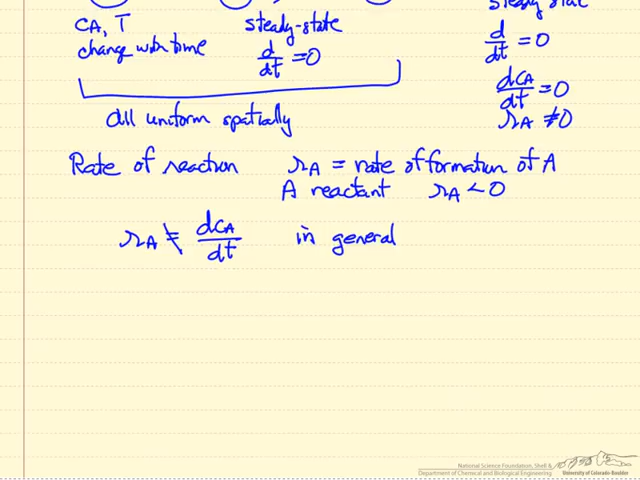 steady state
CA, T
change with time
steady-state
d/dt = 0
d/dt = 0
dCA/dt = 0
rA ≠ 0
all uniform spatially
Rate of reaction rA = rate of formation of A
A reactant rA < 0
rA ≠ dCA/dt in general
National Science Foundation, Shell &
Department of Chemical and Biological Engineering
University of Colorado-Boulder